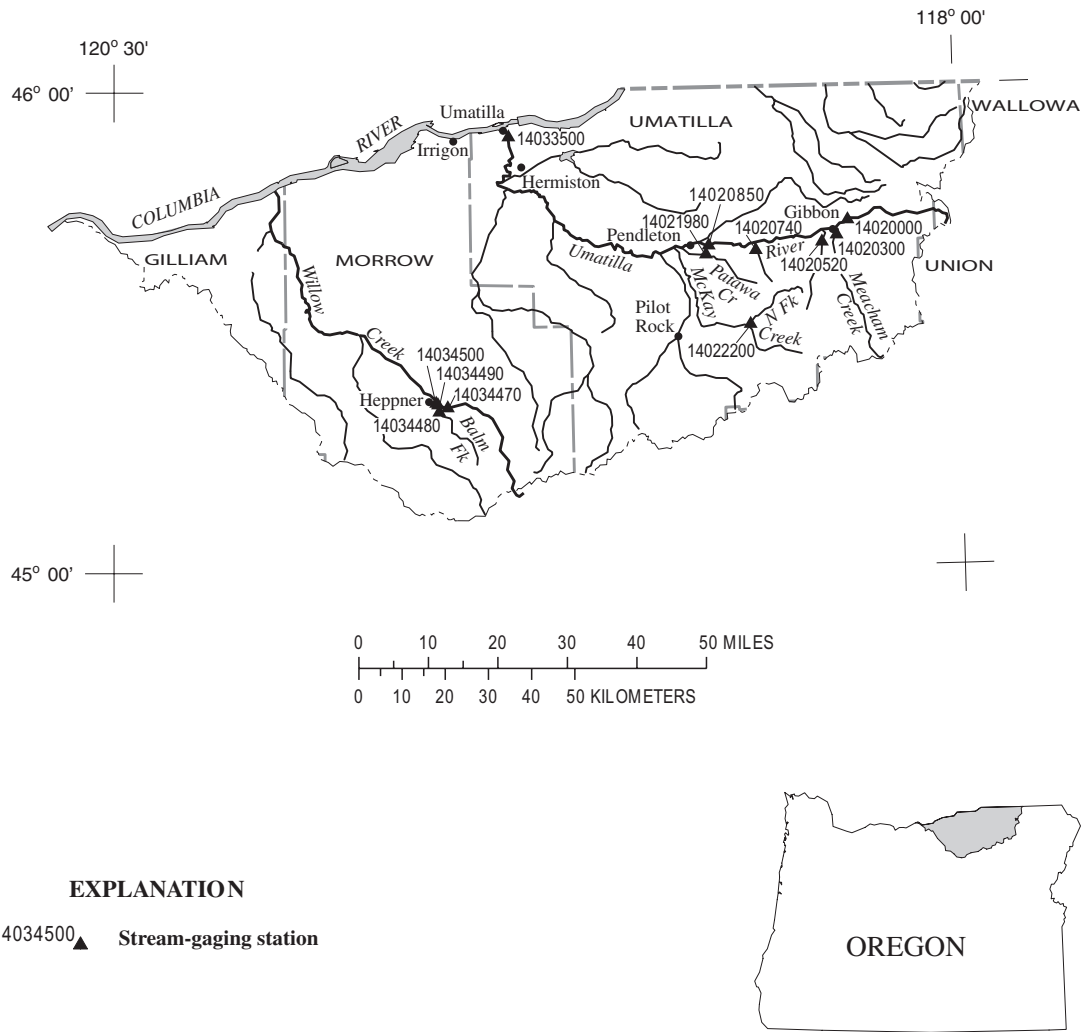 118° 00'
120° 30'
46° 00'
WALLOWA
Umatilla
UMATILLA
RIVER
14033500
Irrigon
Hermiston
COLUMBIA
14020850
Gibbon
14021980
14020740
14020000
Pendleton
River
14020300
GILLIAM
MORROW
Umatilla
14020520
UNION
Patawa
Cr
McKay
Willow
Meacham
Creek
Pilot
Rock
N Fk
Creek
14022200
Creek
14034500
14034490
14034470
Heppner
14034480
Balm
Fk
45° 00'
0 10 20 30 40 50 MILES
0 10 20 30 40 50 KILOMETERS
EXPLANATION
4034500 Stream-gaging station
OREGON